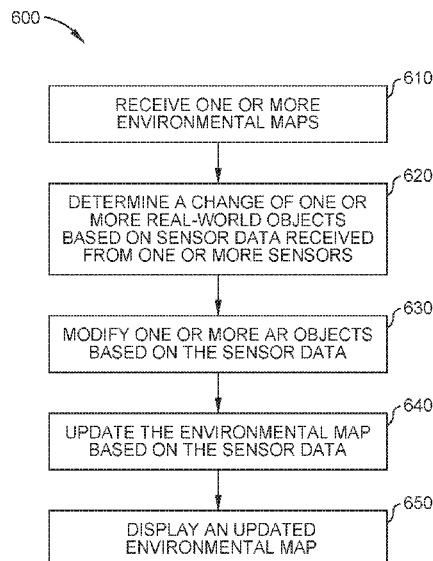 600
610
RECEIVE ONE OR MORE
ENVIRONMENTAL MAPS
620
DETERMINE A CHANGE OF ONE OR
MORE REAL-WORLD OBJECTS
BASED ON SENSOR DATA RECEIVED
FROM ONE OR MORE SENSORS
630
MODIFY ONE OR MORE AR OBJECTS
BASED ON THE SENSOR DATA
640
UPDATE THE ENVIRONMENTAL MAP
BASED ON THE SENSOR DATA
650
DISPLAY AN UPDATED
ENVIRONMENTAL MAP